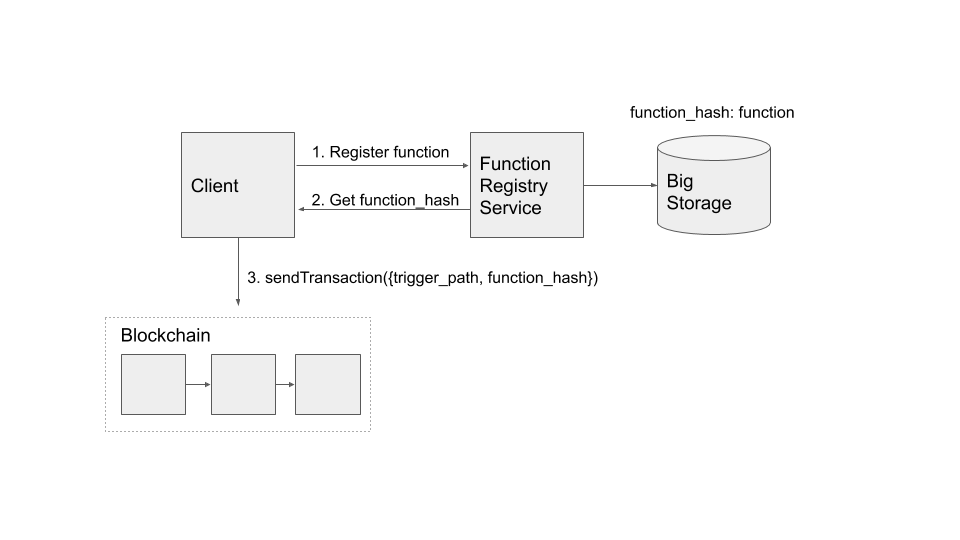 function_hash: function
1. Register function
Client
Function
Registry
Service
2. Get function_hash
Big
Storage
3. sendTransaction({trigger_path, function_hash})
Blockchain